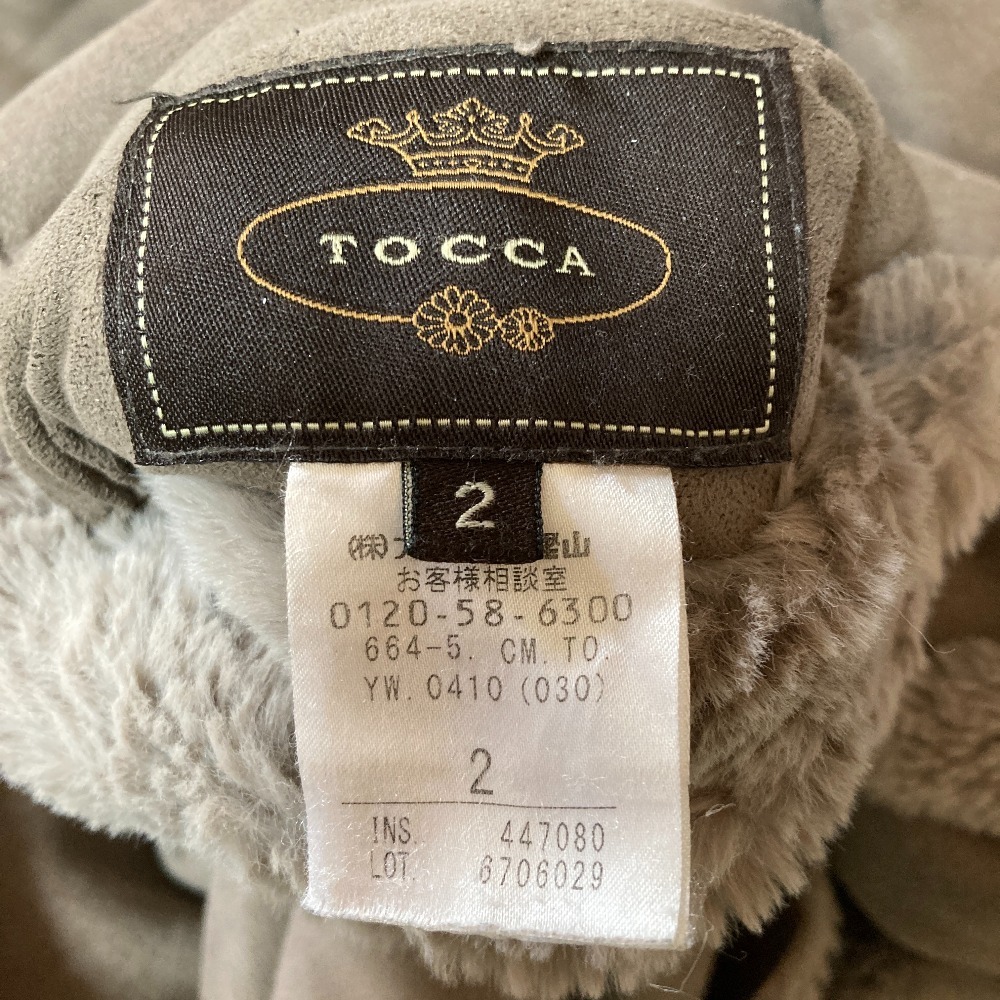 TOCCA
2
(株)
山
お客様相談室
0120-58-6300
664-5. CM. TO.
YW. 0410 (030)
2
INS. 447080
LOT. 6706029